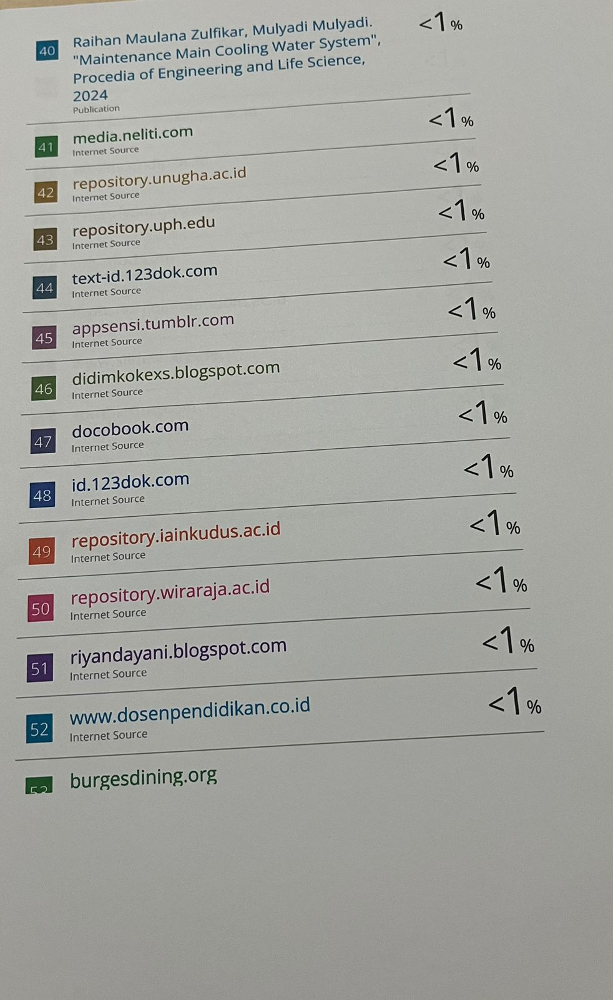 40
Raihan Maulana Zulfikar, Mulyadi Mulyadi.
"Maintenance Main Cooling Water System",
Procedia of Engineering and Life Science,
2024
Publication
<1%
41
media.neliti.com
Internet Source
<1%
42
repository.unugha.ac.id
Internet Source
<1%
43
repository.uph.edu
Internet Source
<1%
44
text-id.123dok.com
Internet Source
<1%
45
appsensi.tumblr.com
Internet Source
<1%
46
didimkokexs.blogspot.com
Internet Source
<1%
47
docobook.com
Internet Source
<1%
48
id.123dok.com
Internet Source
<1%
49
repository.iainkudus.ac.id
Internet Source
<1%
50
repository.wiraraja.ac.id
Internet Source
<1%
51
riyandayani.blogspot.com
Internet Source
<1%
52
www.dosenpendidikan.co.id
Internet Source
<1%
53
burgesdining.org